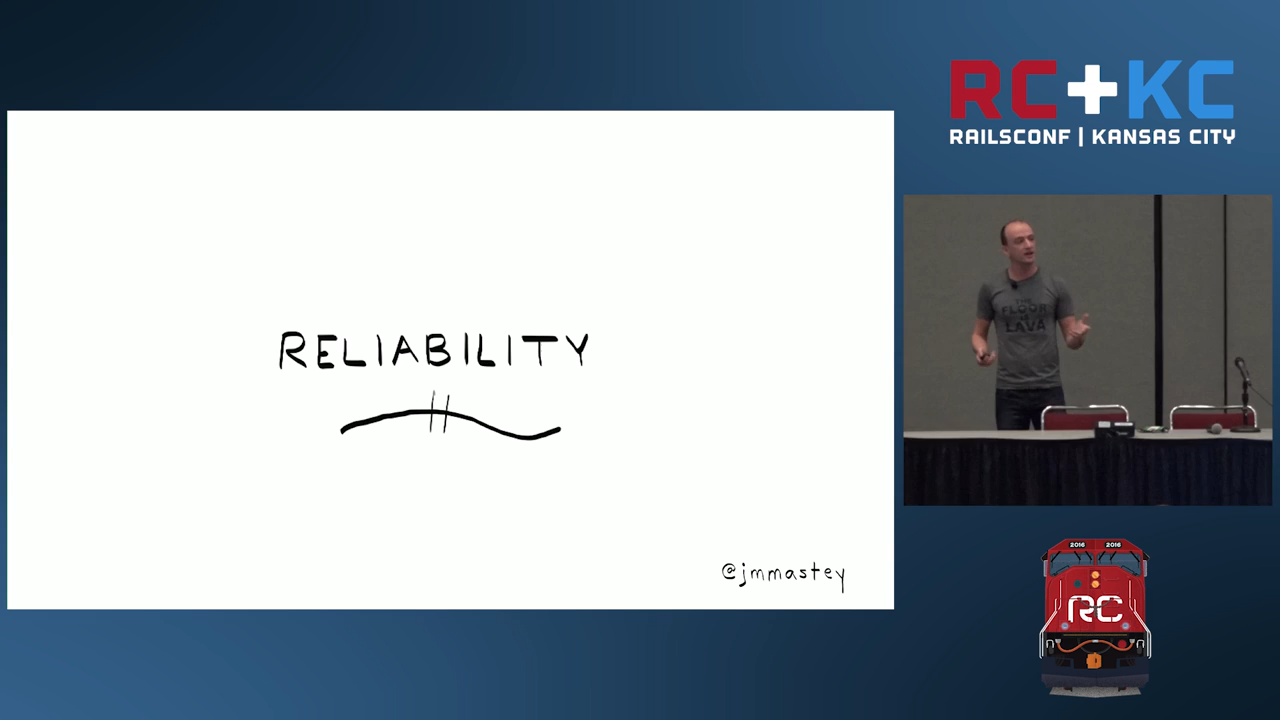 RELIABILITY
@jmmastey
RC+KC
RAILSCONF | KANSAS CITY
THE
FLOOR
IS
LAVA
2016 2016
RC